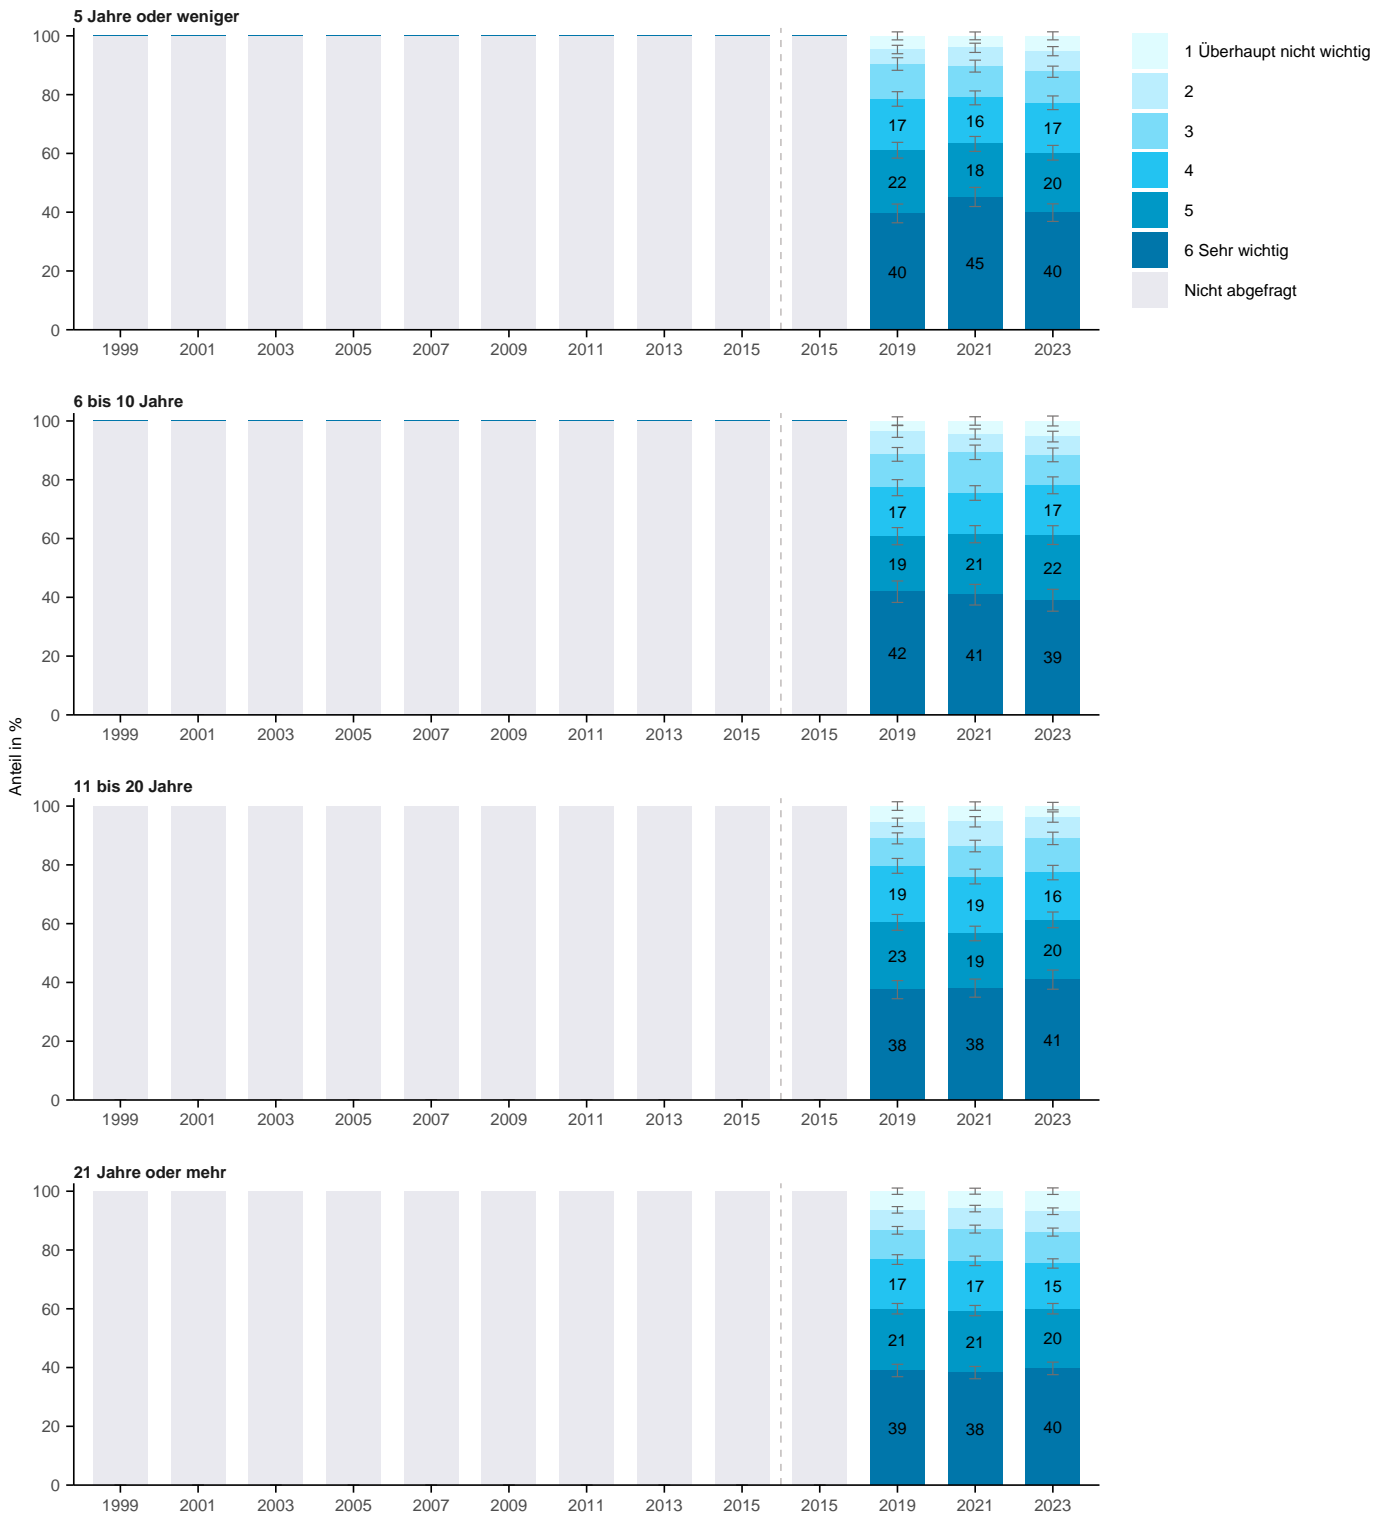 5 Jahre oder weniger
100
80
60
40
20
0
17 16 17
22 18 20
40 45 40
1999 2001 2003 2005 2007 2009 2011 2013 2015 2015 2019 2021 2023
1 Überhaupt nicht wichtig
2
3
4
5
6 Sehr wichtig
Nicht abgefragt
6 bis 10 Jahre
100
80
60
40
20
0
17 17
19 21 22
42 41 39
1999 2001 2003 2005 2007 2009 2011 2013 2015 2015 2019 2021 2023
Anteil in %
11 bis 20 Jahre
100
80
60
40
20
0
19 19 16
23 19 20
38 38 41
1999 2001 2003 2005 2007 2009 2011 2013 2015 2015 2019 2021 2023
21 Jahre oder mehr
100
80
60
40
20
0
17 17 15
21 21 20
39 38 40
1999 2001 2003 2005 2007 2009 2011 2013 2015 2015 2019 2021 2023